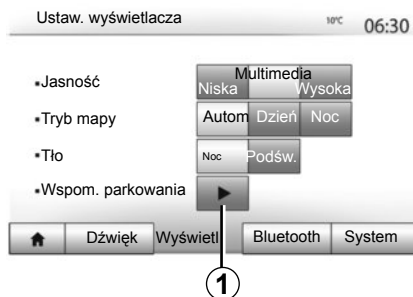 Ustaw. wyświetlacza 10°C 06:30
▪Jasność Niska Multimedia Wysoka
▪Tryb mapy Autom Dzień Noc
▪Tło Noc Podśw.
▪Wspom. parkowania
Dźwięk Wyświetl Bluetooth System
1